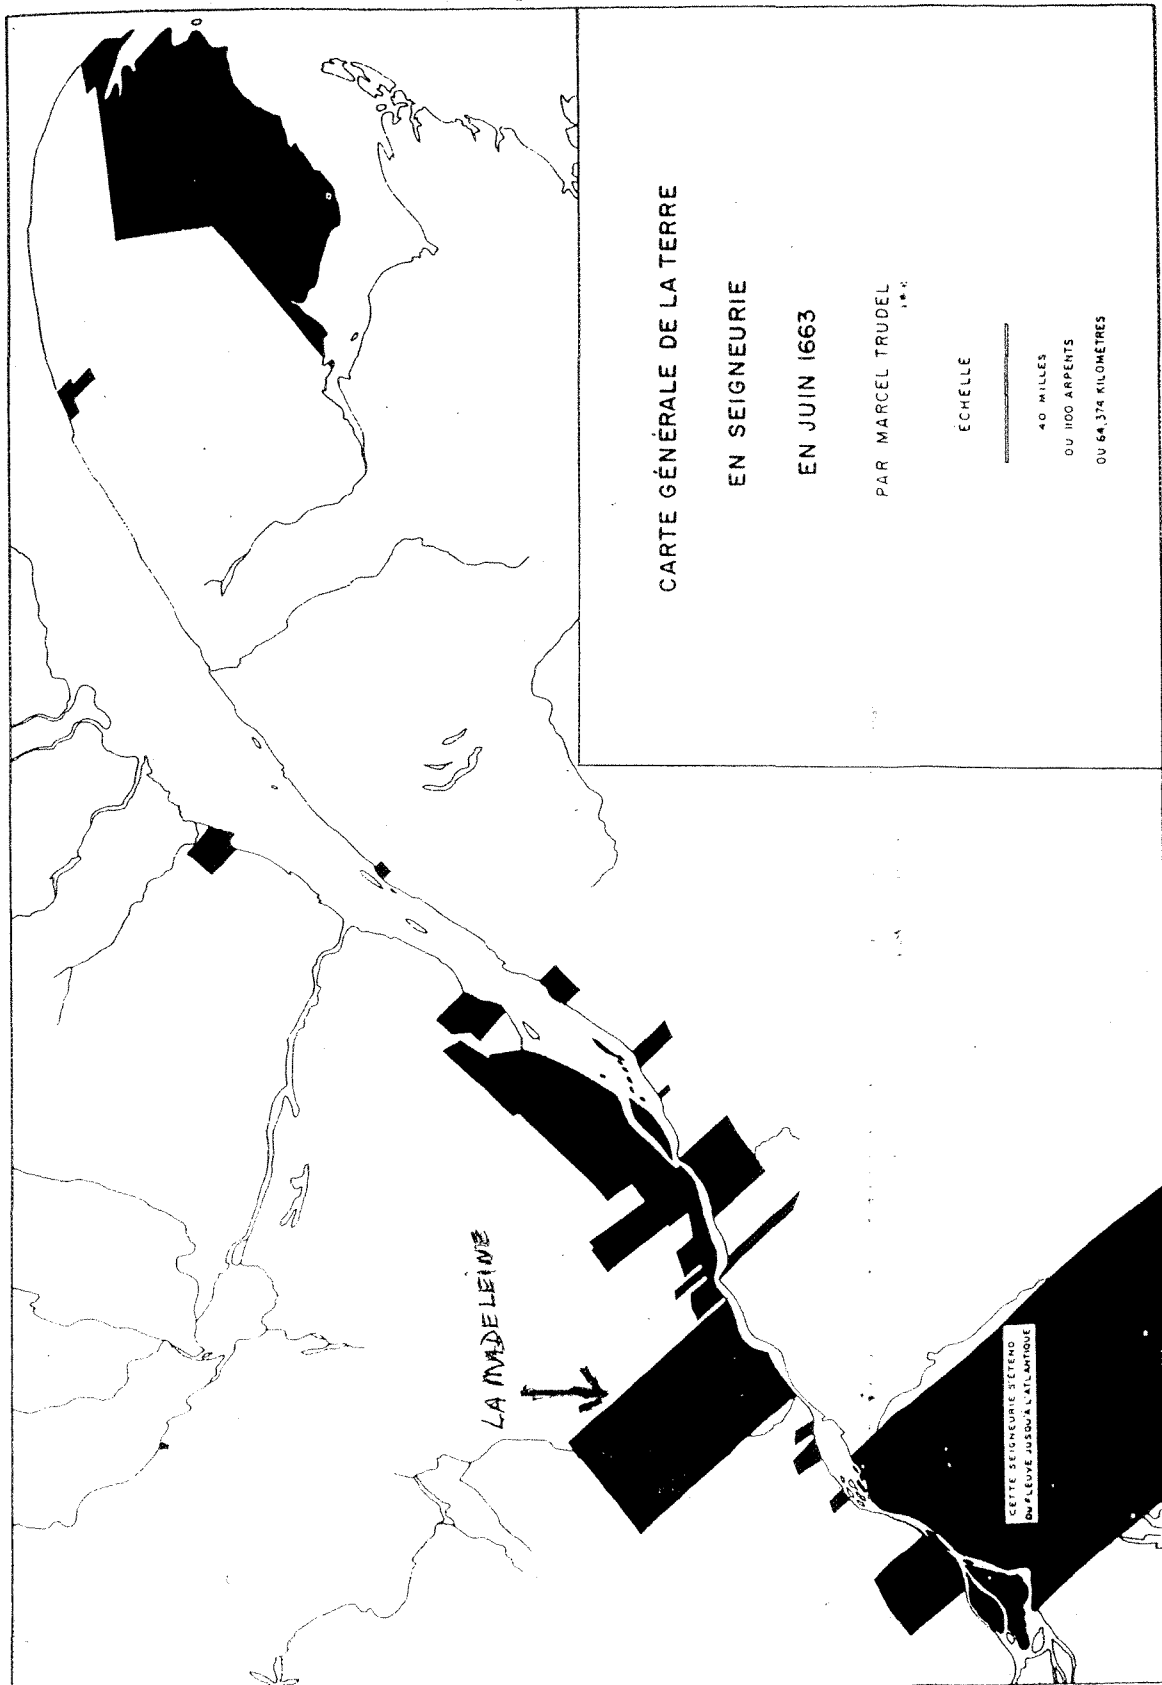 CARTE GÉNÉRALE DE LA TERRE
EN SEIGNEURIE
EN JUIN 1663
PAR MARCEL TRUDEL
ÉCHELLE
40 MILLES
OU 1100 ARPENTS
OU 64,374 KILOMÈTRES
LA MADELEINE
CETTE SEIGNEURIE S'ÉTEND
DU FLEUVE JUSQU'À L'ATLANTIQUE